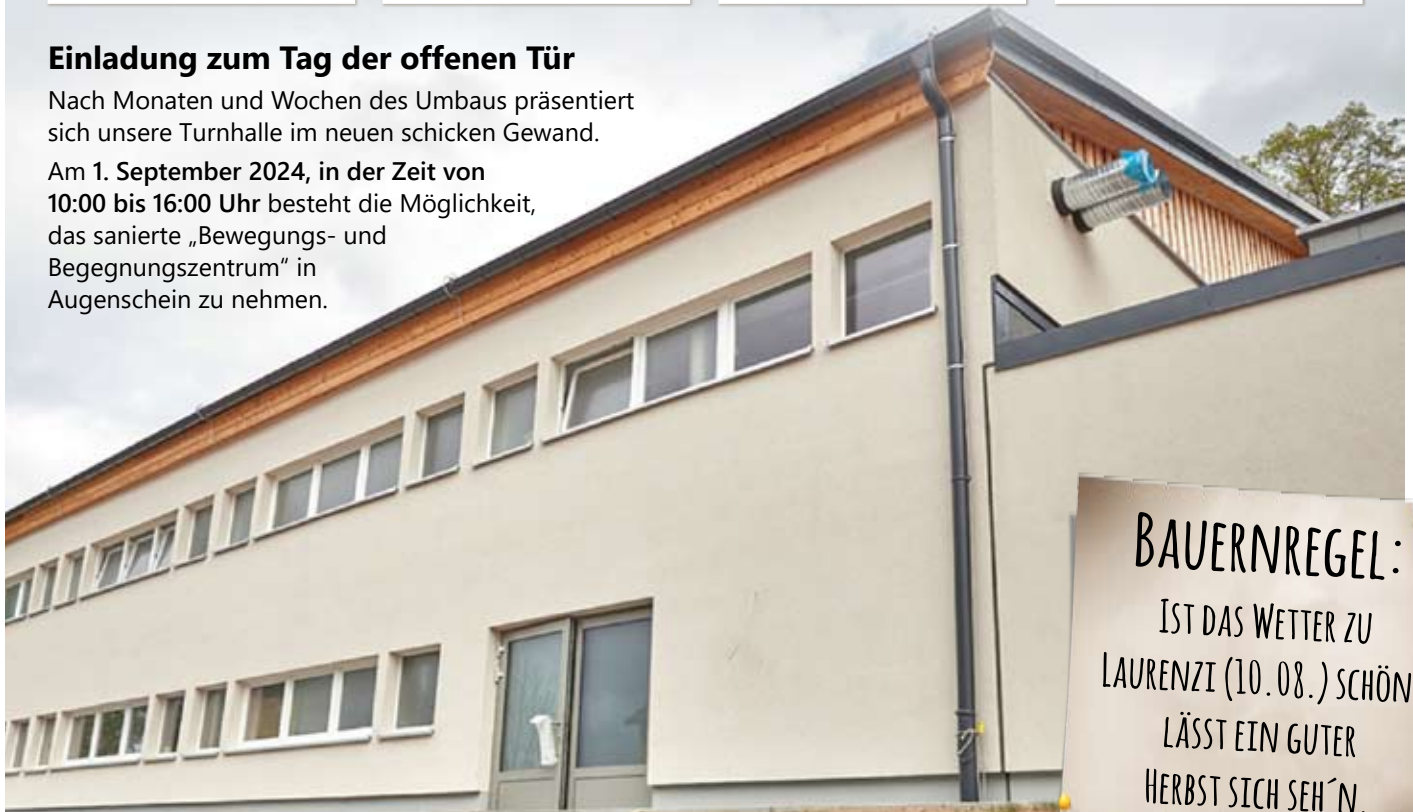 Einladung zum Tag der offenen Tür
Nach Monaten und Wochen des Umbaus präsentiert
sich unsere Turnhalle im neuen schicken Gewand.
Am 1. September 2024, in der Zeit von
10:00 bis 16:00 Uhr besteht die Möglichkeit,
das sanierte „Bewegungs- und
Begegnungszentrum“ in
Augenschein zu nehmen.
BAUERNREGEL:
IST DAS WETTER ZU
LAURENZI (10.08.) SCHÖN
LÄSST EIN GUTER
HERBST SICH SEH´N.